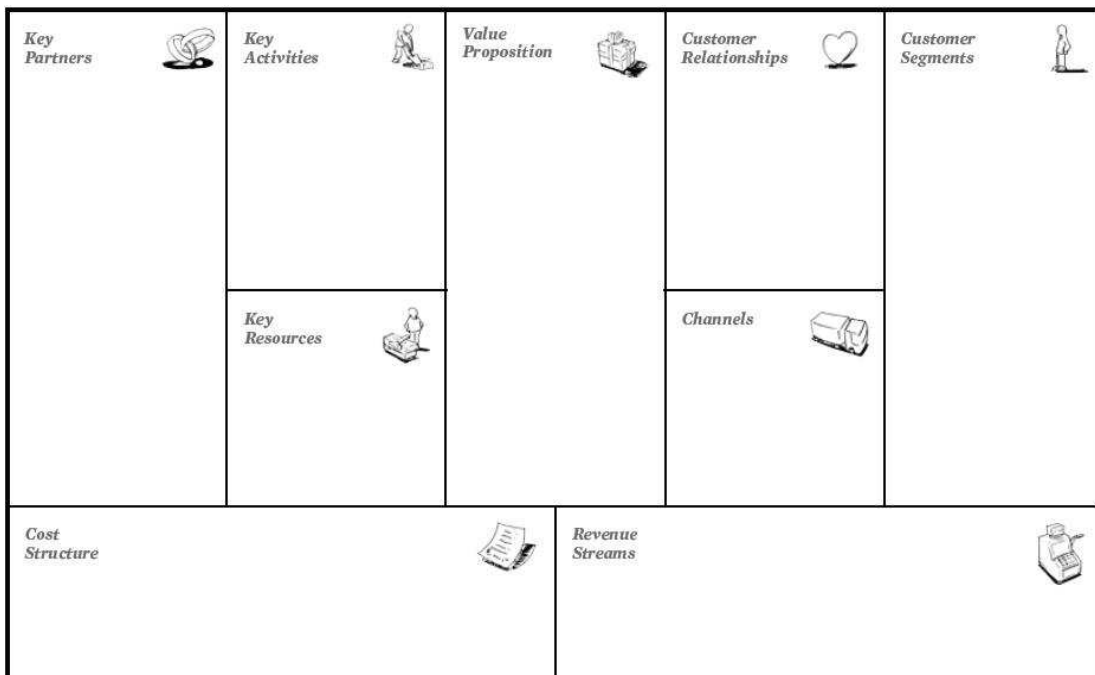 Key
Partners
Key
Activities
Value
Proposition
Customer
Relationships
Customer
Segments
Key
Resources
Channels
Cost
Structure
Revenue
Streams